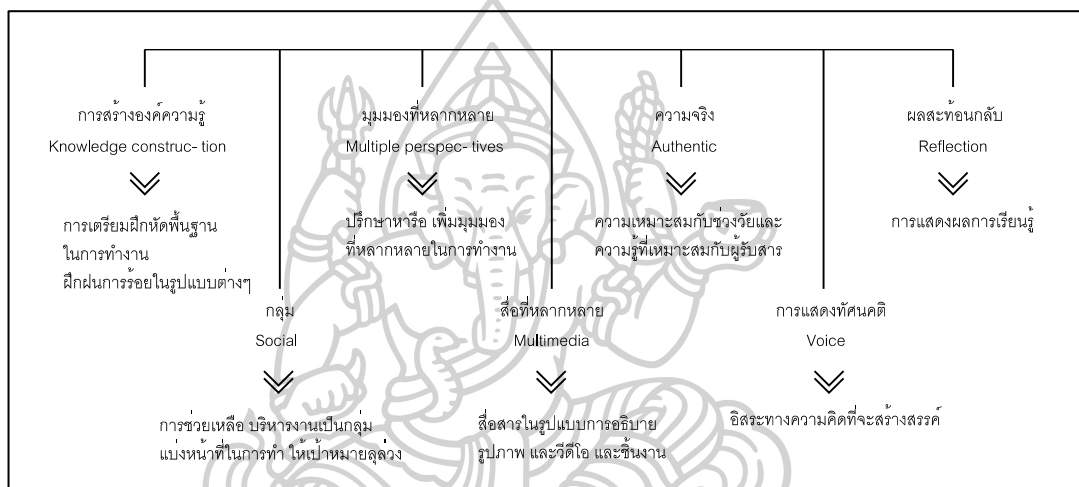 การสร้างองค์ความรู้
Knowledge construc- tion
การเตรียมฝึกหัดพื้นฐาน
ในการทำงาน
ฝึกฝนการร้อยในรูปแบบต่างๆ
กลุ่ม
Social
การช่วยเหลือ บริหารงานเป็นกลุ่ม
แบ่งหน้าที่ในการทำ ให้เป้าหมายลุล่วง
มุมมองที่หลากหลาย
Multiple perspec- tives
ปรึกษาหารือ เพิ่มมุมมอง
ที่หลากหลายในการทำงาน
สื่อที่หลากหลาย
Multimedia
สื่อสารในรูปแบบการอธิบาย
รูปภาพ และวีดีโอ และชิ้นงาน
ความจริง
Authentic
ความเหมาะสมกับช่วงวัยและ
ความรู้ที่เหมาะสมกับผู้รับสาร
การแสดงทัศนคติ
Voice
อิสระทางความคิดที่จะสร้างสรรค์
ผลสะท้อนกลับ
Reflection
การแสดงผลการเรียนรู้